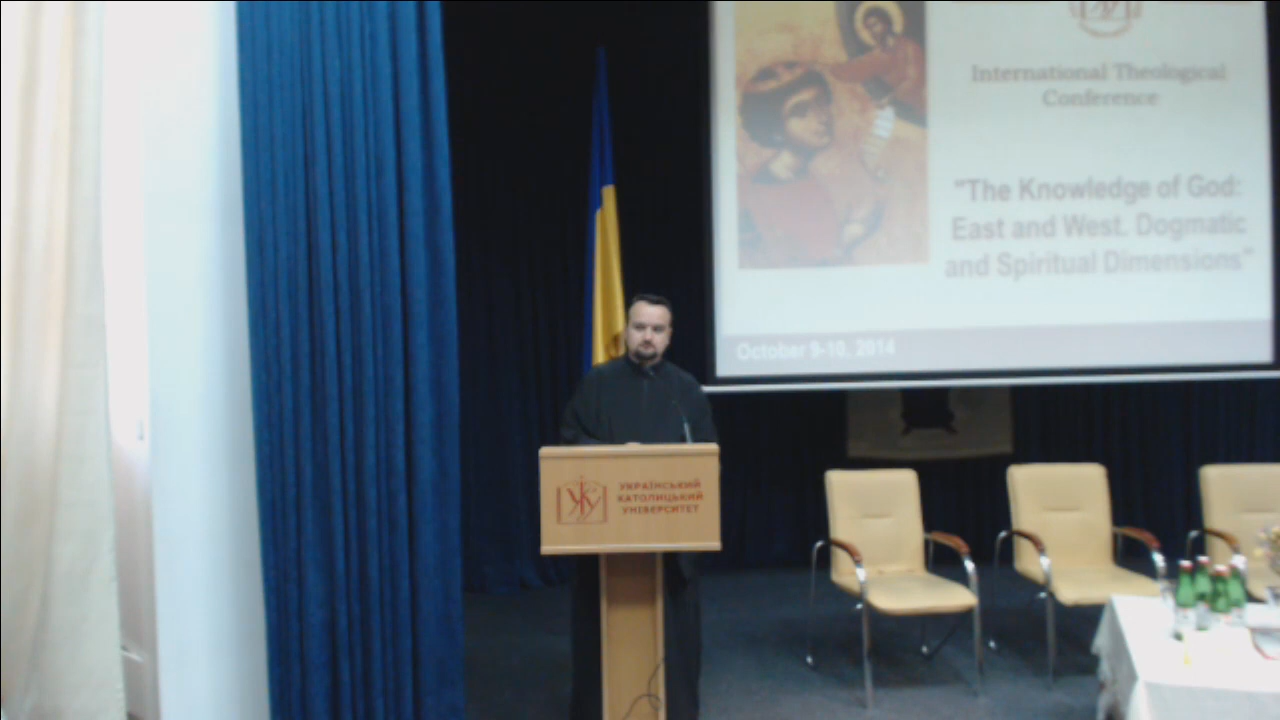 International Theological
Conference
"The Knowledge of God:
East and West. Dogmatic
and Spiritual Dimensions"
October 9-10, 2014
УКРАЇНСЬКИЙ
КАТОЛИЦЬКИЙ
УНІВЕРСИТЕТ